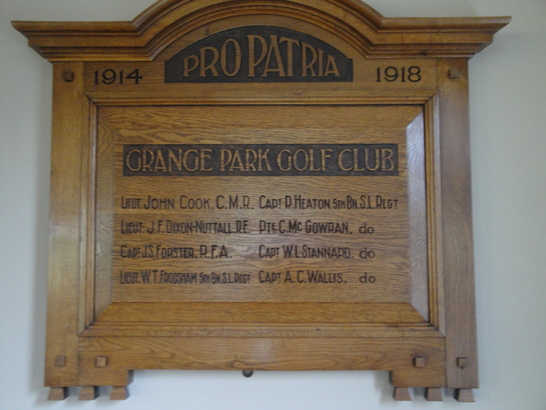 PRO PATRIA
1914 1918
GRANGE PARK GOLF CLUB
LIEUT JOHN COOK, C.M.R. CAPT R. HEATON 5TH BN. S.L. REGT
LIEUT. J.F. DIXON-NUTTALL, R.E. PTE C. MC GOWRAN, do
CAPT J.S. FORSTER, R.F.A. CAPT W.I. STANNARD, do
LIEUT. W.T. FRODSHAM 5TH BN. S.L. REGT CAPT A.C. WALLIS, do